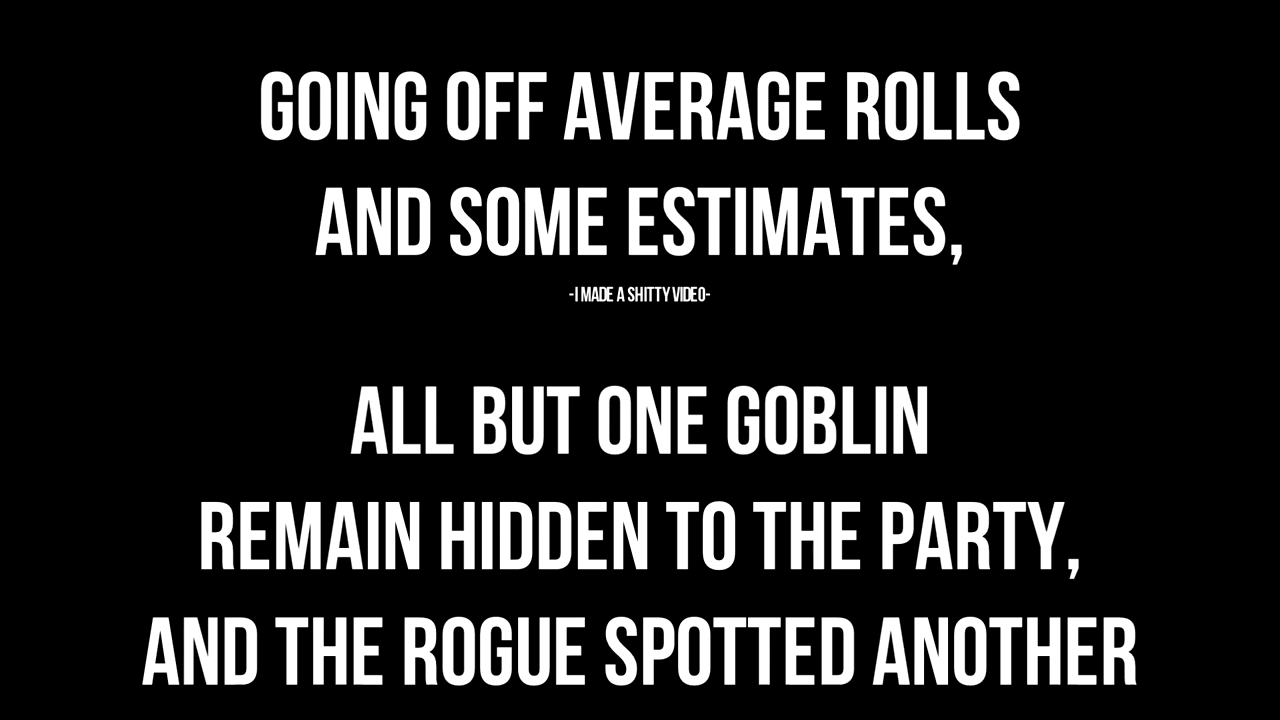 GOING OFF AVERAGE ROLLS
AND SOME ESTIMATES,
-I MADE A SHITTY VIDEO-
ALL BUT ONE GOBLIN
REMAIN HIDDEN TO THE PARTY,
AND THE ROGUE SPOTTED ANOTHER